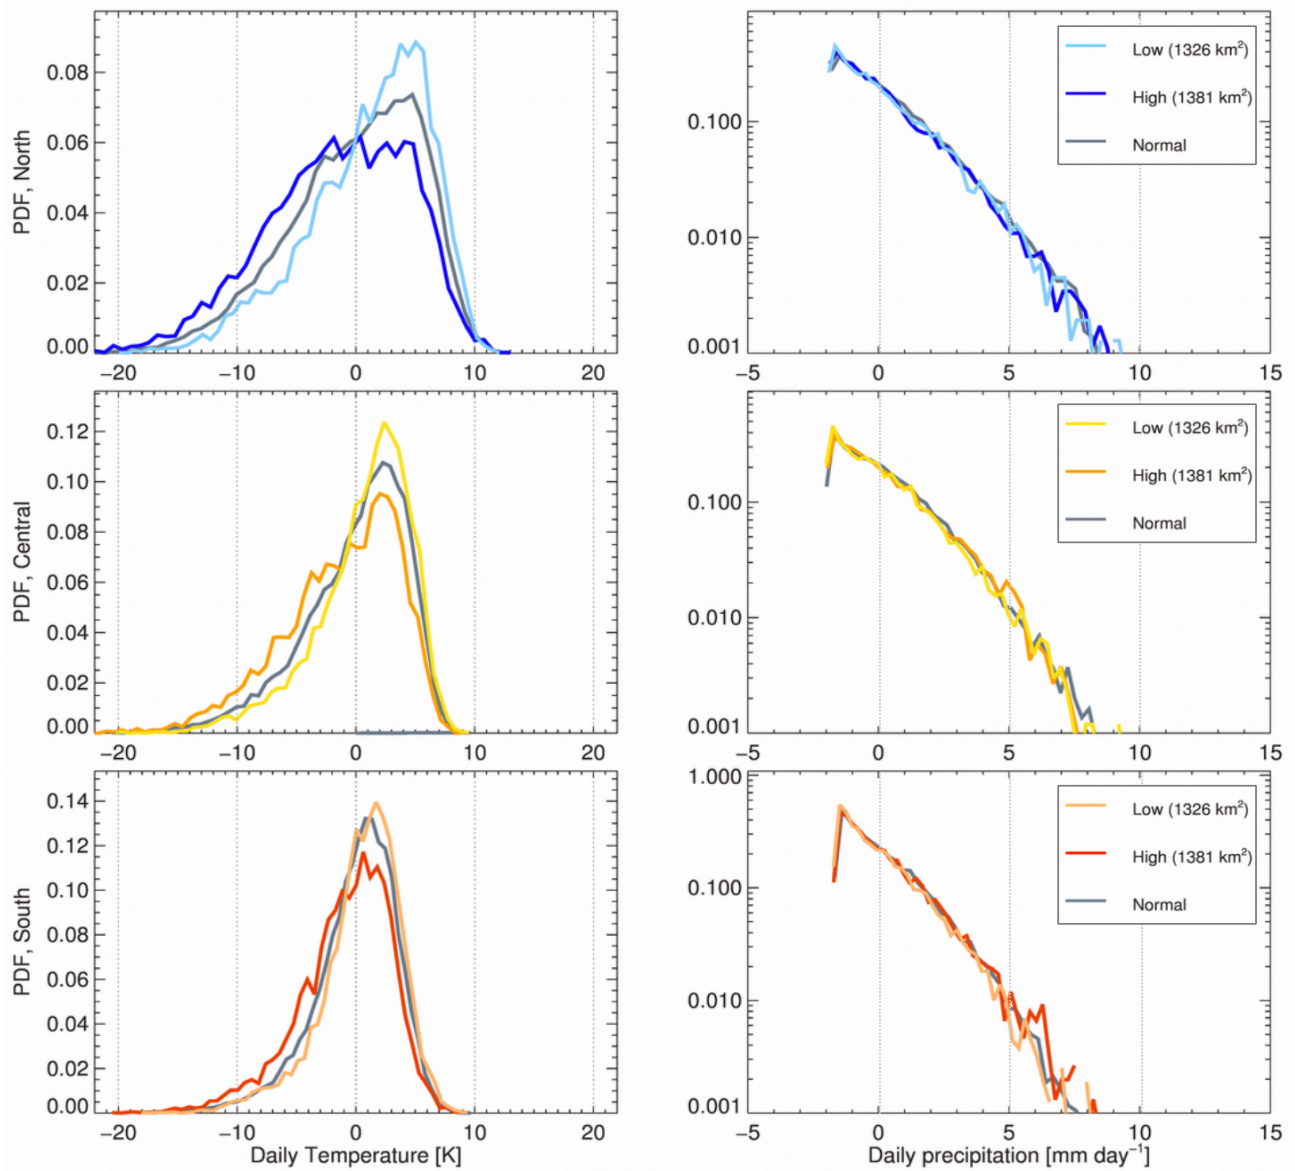 PDF, North
0.08
0.06
0.04
0.02
0.00
−20 −10 0 10 20
0.100
0.010
0.001
−5 0 5 10 15
Low (1326 km²)
High (1381 km²)
Normal
PDF, Central
0.12
0.10
0.08
0.06
0.04
0.02
0.00
−20 −10 0 10 20
0.100
0.010
0.001
−5 0 5 10 15
Low (1326 km²)
High (1381 km²)
Normal
PDF, South
0.14
0.12
0.10
0.08
0.06
0.04
0.02
0.00
−20 −10 0 10 20
Daily Temperature [K]
1.000
0.100
0.010
0.001
−5 0 5 10 15
Daily precipitation [mm day⁻¹]
Low (1326 km²)
High (1381 km²)
Normal